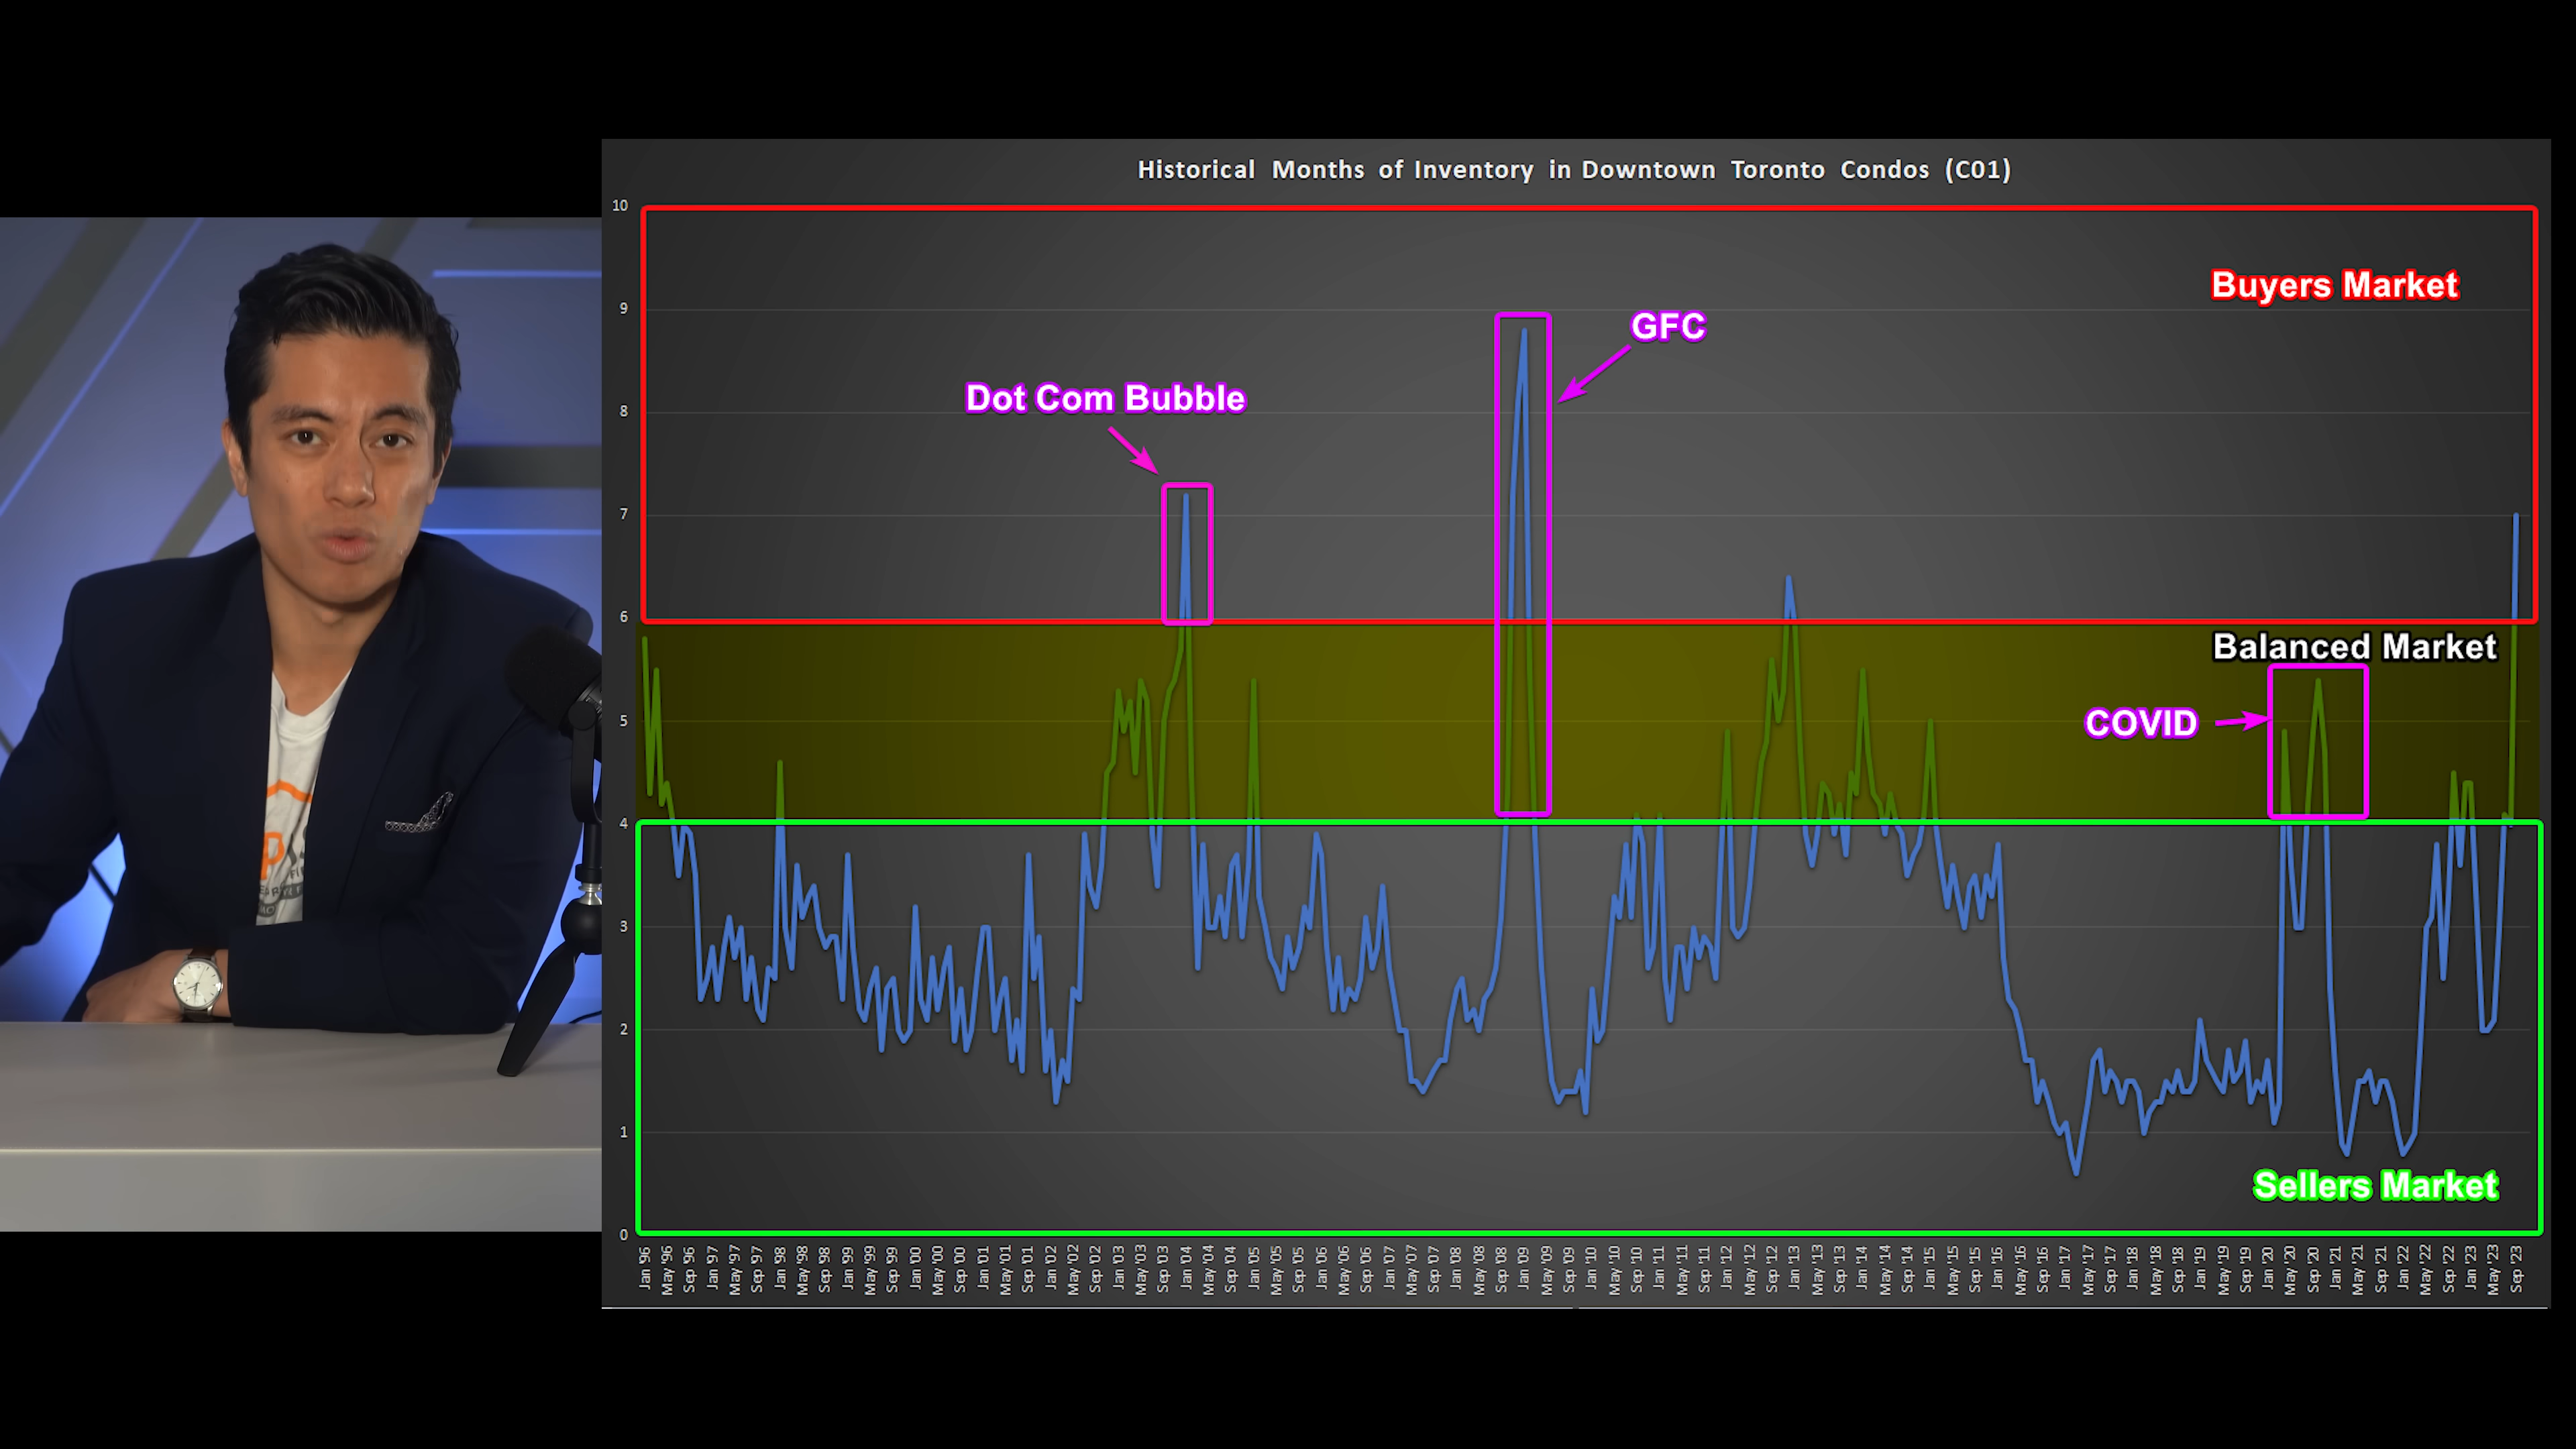 Historical Months of Inventory in Downtown Toronto Condos (C01)
10
9
8
7
6
5
4
3
2
1
0
Buyers Market
GFC
Dot Com Bubble
Balanced Market
COVID
Sellers Market
Jan '96
May '96
Sep '96
Jan '97
May '97
Sep '97
Jan '98
May '98
Sep '98
Jan '99
May '99
Sep '99
Jan '00
May '00
Sep '00
Jan '01
May '01
Sep '01
Jan '02
May '02
Sep '02
Jan '03
May '03
Sep '03
Jan '04
May '04
Sep '04
Jan '05
May '05
Sep '05
Jan '06
May '06
Sep '06
Jan '07
May '07
Sep '07
Jan '08
May '08
Sep '08
Jan '09
May '09
Sep '09
Jan '10
May '10
Sep '10
Jan '11
May '11
Sep '11
Jan '12
May '12
Sep '12
Jan '13
May '13
Sep '13
Jan '14
May '14
Sep '14
Jan '15
May '15
Sep '15
Jan '16
May '16
Sep '16
Jan '17
May '17
Sep '17
Jan '18
May '18
Sep '18
Jan '19
May '19
Sep '19
Jan '20
May '20
Sep '20
Jan '21
May '21
Sep '21
Jan '22
May '22
Sep '22
Jan '23
May '23
Sep '23